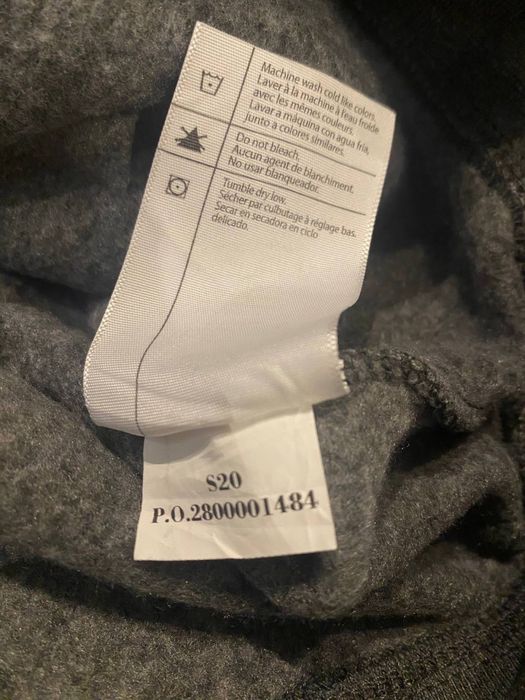 Machine wash cold like colors.
Laver à la machine à l'eau froide
avec les mêmes couleurs.
Lavar a máquina con agua fría,
junto a colores similares.
Do not bleach.
Aucun agent de blanchiment.
No usar blanqueador.
Tumble dry low.
Sécher par culbutage à réglage bas.
Secar en secadora en ciclo
delicado.
S20
P.O.2800001484